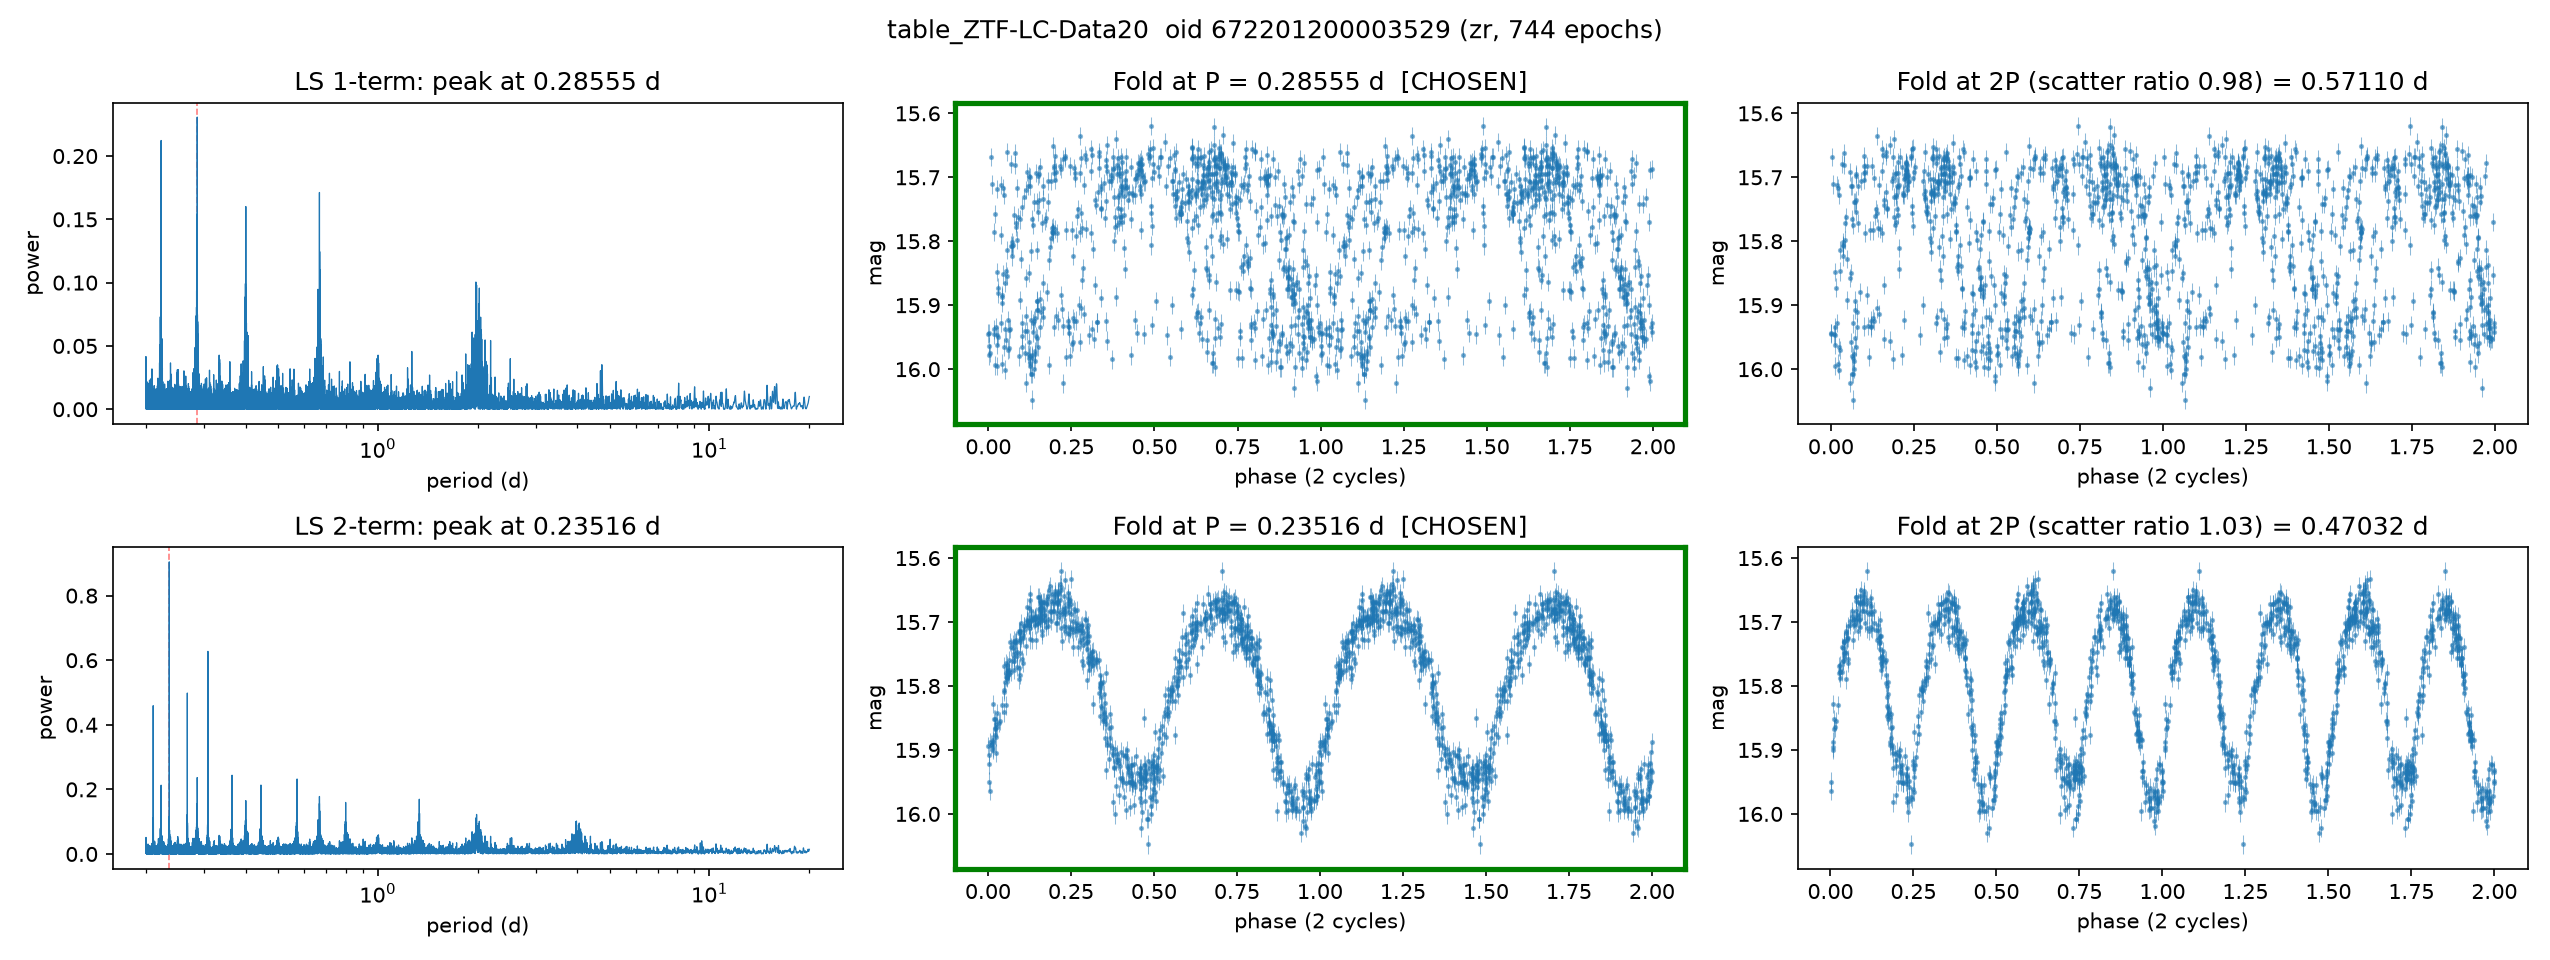 table_ZTF-LC-Data20 oid 672201200003529 (zr, 744 epochs)
LS 1-term: peak at 0.28555 d
power
0.20
0.15
0.10
0.05
0.00
10⁰
10¹
period (d)
Fold at P = 0.28555 d [CHOSEN]
mag
15.6
15.7
15.8
15.9
16.0
0.00 0.25 0.50 0.75 1.00 1.25 1.50 1.75 2.00
phase (2 cycles)
Fold at 2P (scatter ratio 0.98) = 0.57110 d
mag
15.6
15.7
15.8
15.9
16.0
0.00 0.25 0.50 0.75 1.00 1.25 1.50 1.75 2.00
phase (2 cycles)
LS 2-term: peak at 0.23516 d
power
0.8
0.6
0.4
0.2
0.0
10⁰
10¹
period (d)
Fold at P = 0.23516 d [CHOSEN]
mag
15.6
15.7
15.8
15.9
16.0
0.00 0.25 0.50 0.75 1.00 1.25 1.50 1.75 2.00
phase (2 cycles)
Fold at 2P (scatter ratio 1.03) = 0.47032 d
mag
15.6
15.7
15.8
15.9
16.0
0.00 0.25 0.50 0.75 1.00 1.25 1.50 1.75 2.00
phase (2 cycles)